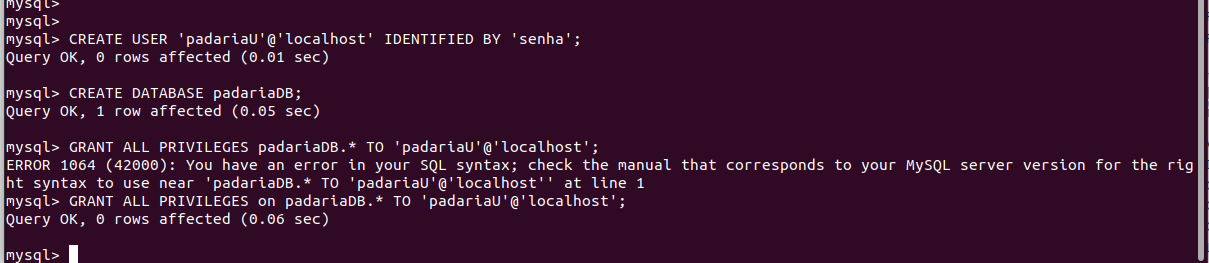 mysql>
mysql>
mysql> CREATE USER 'padariaU'@'localhost' IDENTIFIED BY 'senha';
Query OK, 0 rows affected (0.01 sec)
mysql> CREATE DATABASE padariaDB;
Query OK, 1 row affected (0.05 sec)
mysql> GRANT ALL PRIVILEGES padariaDB.* TO 'padariaU'@'localhost';
ERROR 1064 (42000): You have an error in your SQL syntax; check the manual that corresponds to your MySQL server version for the rig
ht syntax to use near 'padariaDB.* TO 'padariaU'@'localhost'' at line 1
mysql> GRANT ALL PRIVILEGES on padariaDB.* TO 'padariaU'@'localhost';
Query OK, 0 rows affected (0.06 sec)
mysql>